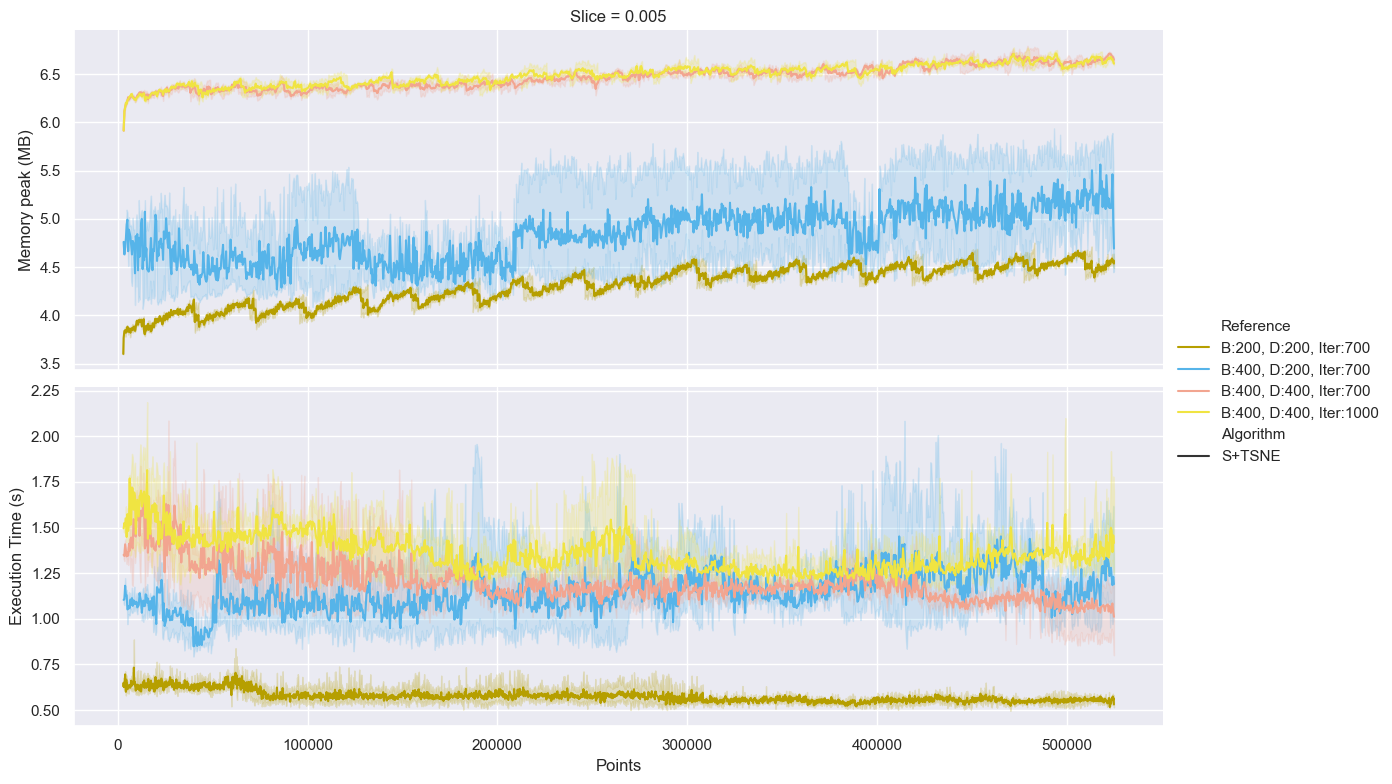 Slice = 0.005
Memory peak (MB)
6.5
6.0
5.5
5.0
4.5
4.0
3.5
Execution Time (s)
2.25
2.00
1.75
1.50
1.25
1.00
0.75
0.50
0
100000
200000
300000
400000
500000
Points
Reference
B:200, D:200, Iter:700
B:400, D:200, Iter:700
B:400, D:400, Iter:700
B:400, D:400, Iter:1000
Algorithm
S+TSNE